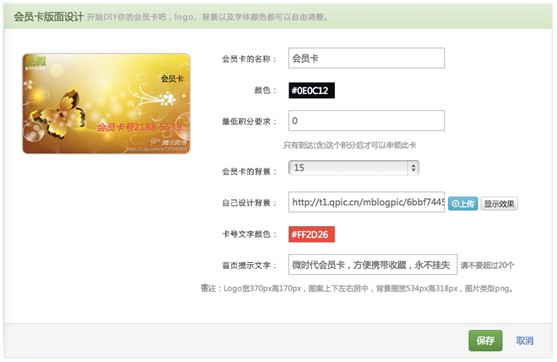 会员卡版面设计 开始DIY你的会员卡吧，logo、背景以及字体颜色都可以自由调整。
会员卡
会员卡号2188 5539
腾讯微博
会员卡的名称： 会员卡
颜色： #0E0C12
最低积分要求： 0
只有到达(含)这个积分后才可以申领此卡
会员卡的背景： 15
自己设计背景： http://t1.qpic.cn/mblogpic/6bbf7445 上传 显示效果
卡号文字颜色： #FF2D26
首页提示文字： 微时代会员卡，方便携带收藏，永不挂失 请不要超过20个
注：Logo宽370px高170px，图案上下左右居中，背景图宽534px高318px，图片类型png。
保存 取消